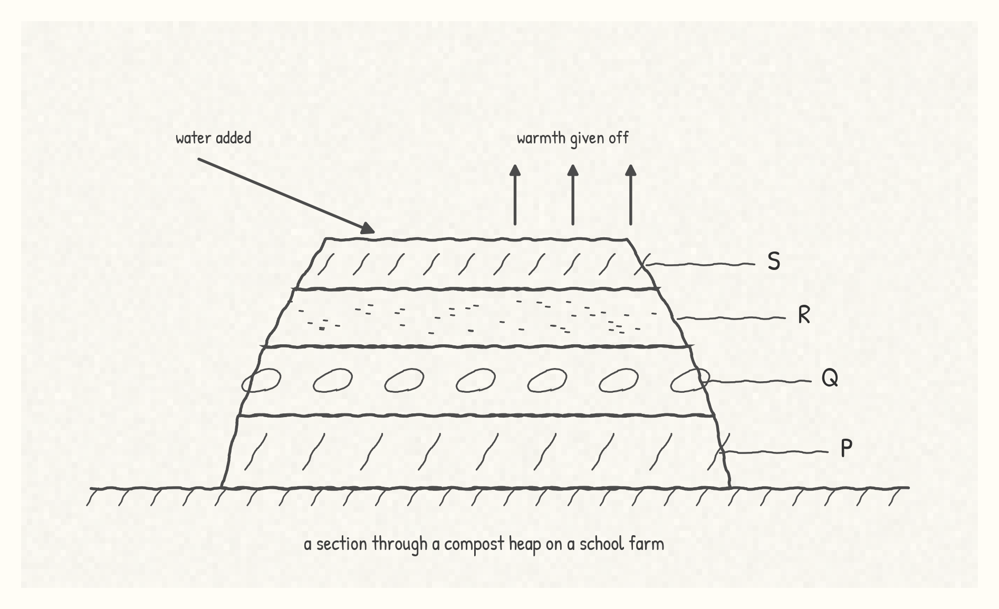 water added
warmth given off
S
R
Q
P
a section through a compost heap on a school farm